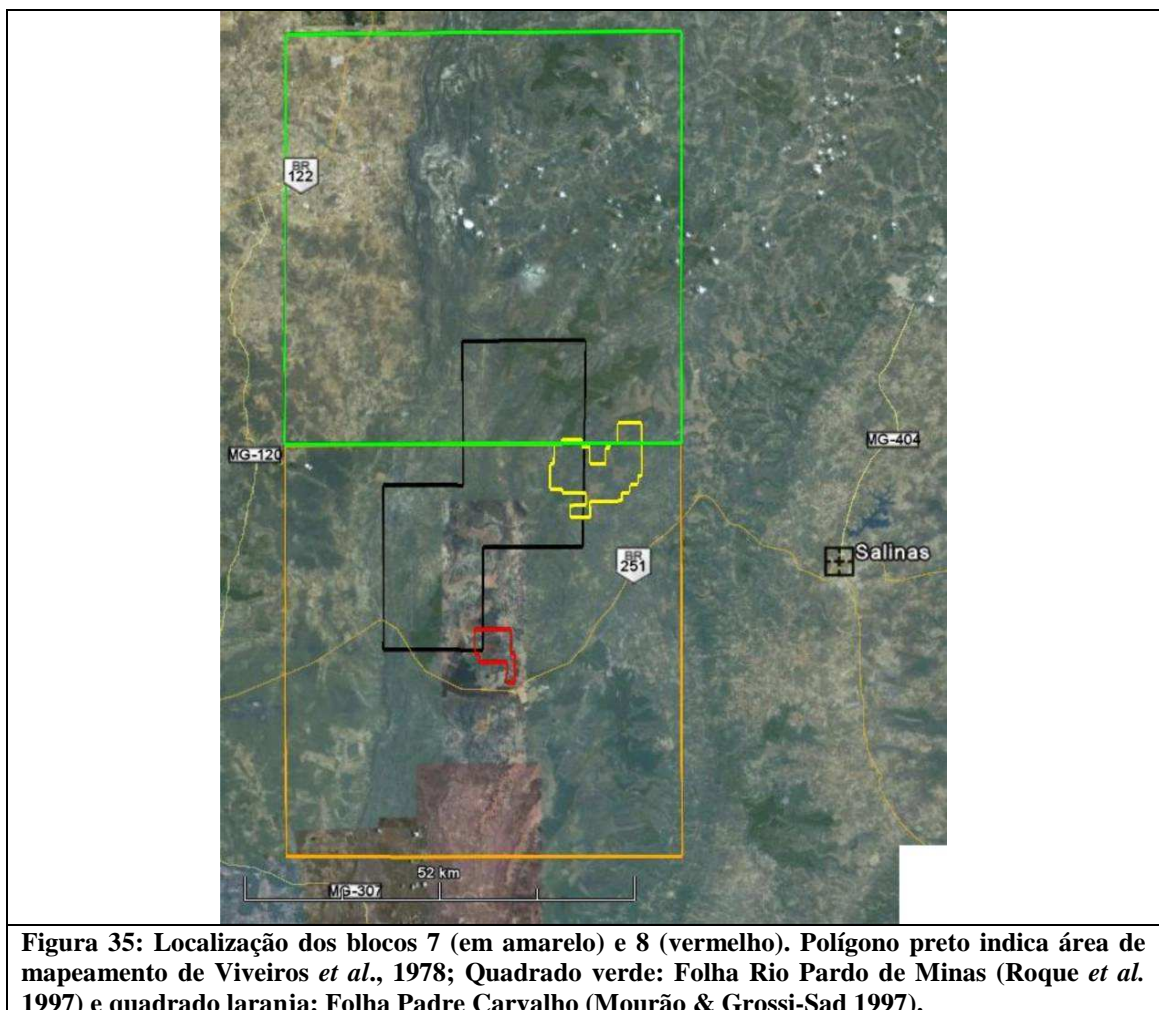 BR
122
MG-120
MG-404
Salinas
BR
251
52 km
MG-307
Figura 35: Localização dos blocos 7 (em amarelo) e 8 (vermelho). Polígono preto indica área de
mapeamento de Viveiros et al., 1978; Quadrado verde: Folha Rio Pardo de Minas (Roque et al.
1997) e quadrado laranja: Folha Padre Carvalho (Mourão & Grossi-Sad 1997).